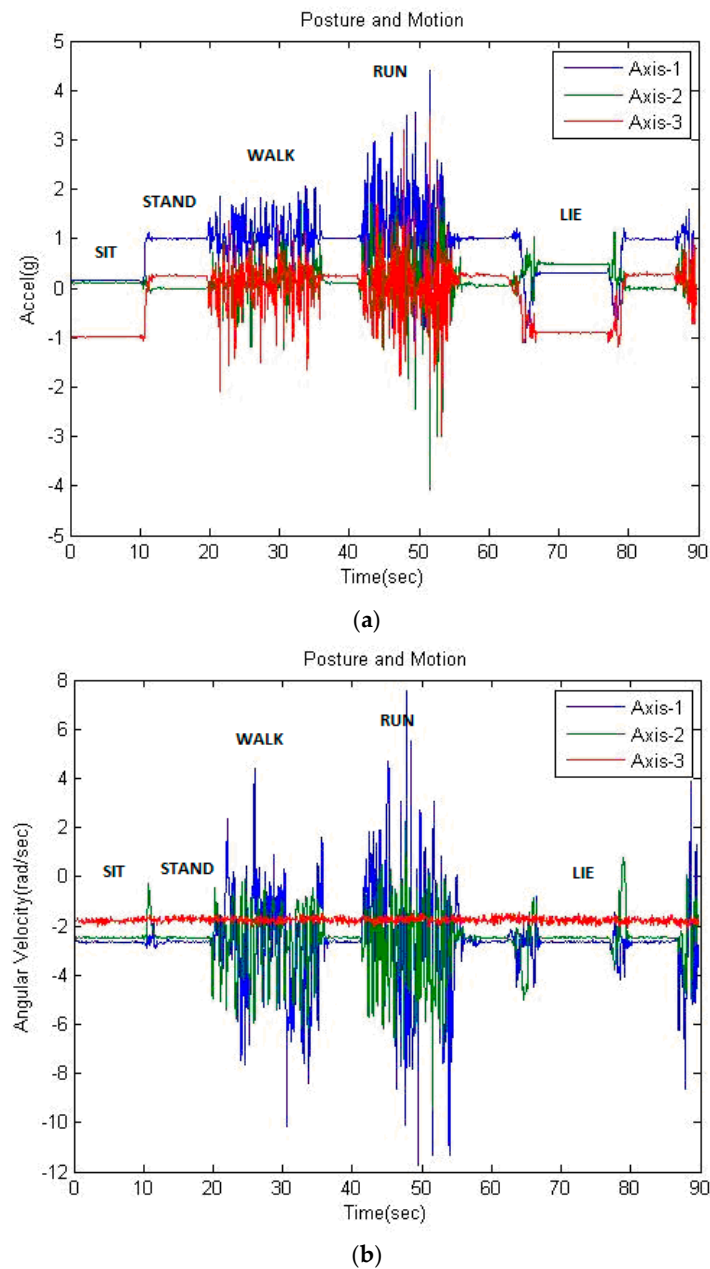 Posture and Motion
5
4
3
2
1
0
-1
-2
-3
-4
-5
Accel(g)
SIT
STAND
WALK
RUN
LIE
Axis-1
Axis-2
Axis-3
0 10 20 30 40 50 60 70 80 90
Time(sec)
(a)
Posture and Motion
8
6
4
2
0
-2
-4
-6
-8
-10
-12
Angular Velocity(rad/sec)
SIT
STAND
WALK
RUN
LIE
Axis-1
Axis-2
Axis-3
0 10 20 30 40 50 60 70 80 90
Time(sec)
(b)